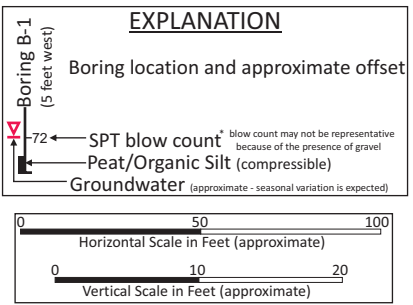 EXPLANATION
Boring B-1
(5 feet west)
Boring location and approximate offset
72
SPT blow count* blow count may not be representative
because of the presence of gravel
Peat/Organic Silt (compressible)
Groundwater (approximate - seasonal variation is expected)
0 50 100
Horizontal Scale in Feet (approximate)
0 10 20
Vertical Scale in Feet (approximate)